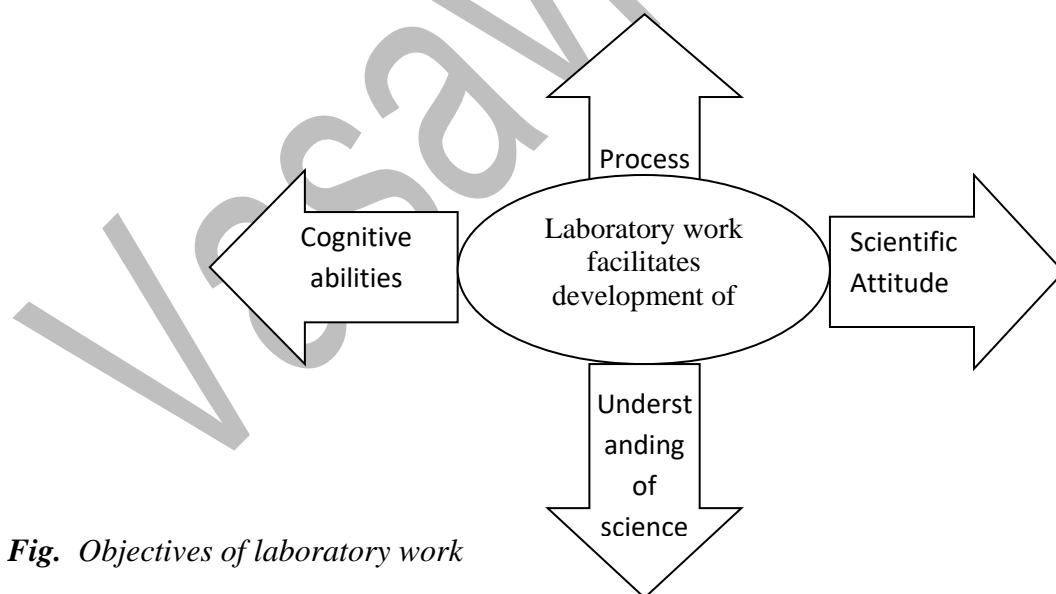 Process
Cognitive
abilities
Laboratory work
facilitates
development of
Scientific
Attitude
Underst
anding
of
science
Fig. Objectives of laboratory work